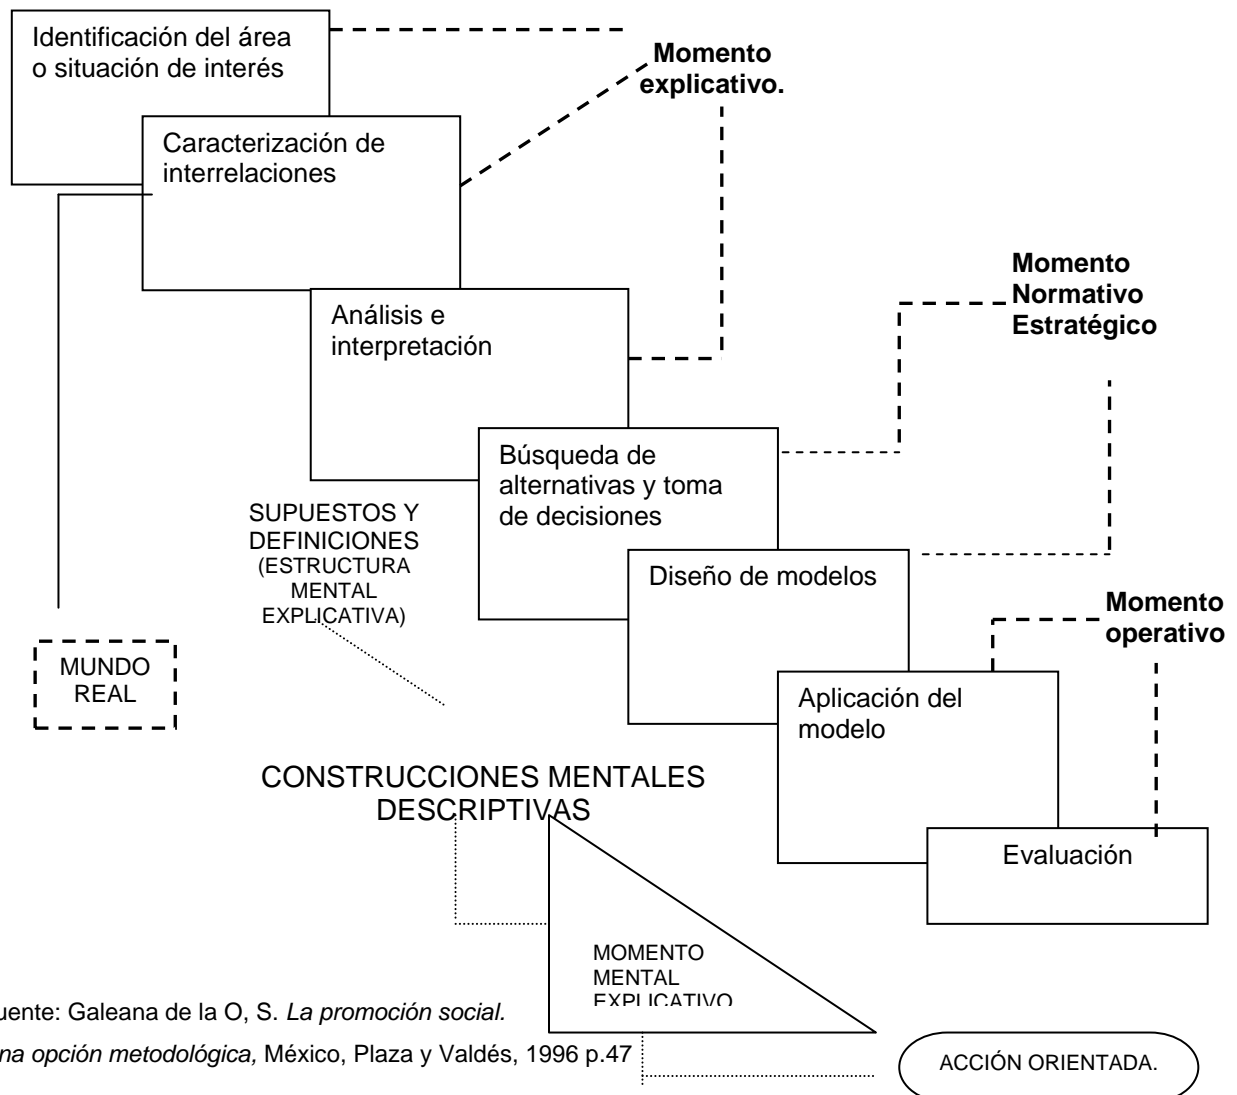 Identificación del área
o situación de interés
Momento
explicativo.
Caracterización de
interrelaciones
Momento
Normativo
Estratégico
Análisis e
interpretación
Búsqueda de
alternativas y toma
de decisiones
SUPUESTOS Y
DEFINICIONES
(ESTRUCTURA
MENTAL
EXPLICATIVA)
Diseño de modelos
Momento
operativo
MUNDO
REAL
Aplicación del
modelo
CONSTRUCCIONES MENTALES
DESCRIPTIVAS
Evaluación
MOMENTO
MENTAL
EXPLICATIVO
uente: Galeana de la O, S. La promoción social.
na opción metodológica, México, Plaza y Valdés, 1996 p.47
ACCIÓN ORIENTADA.